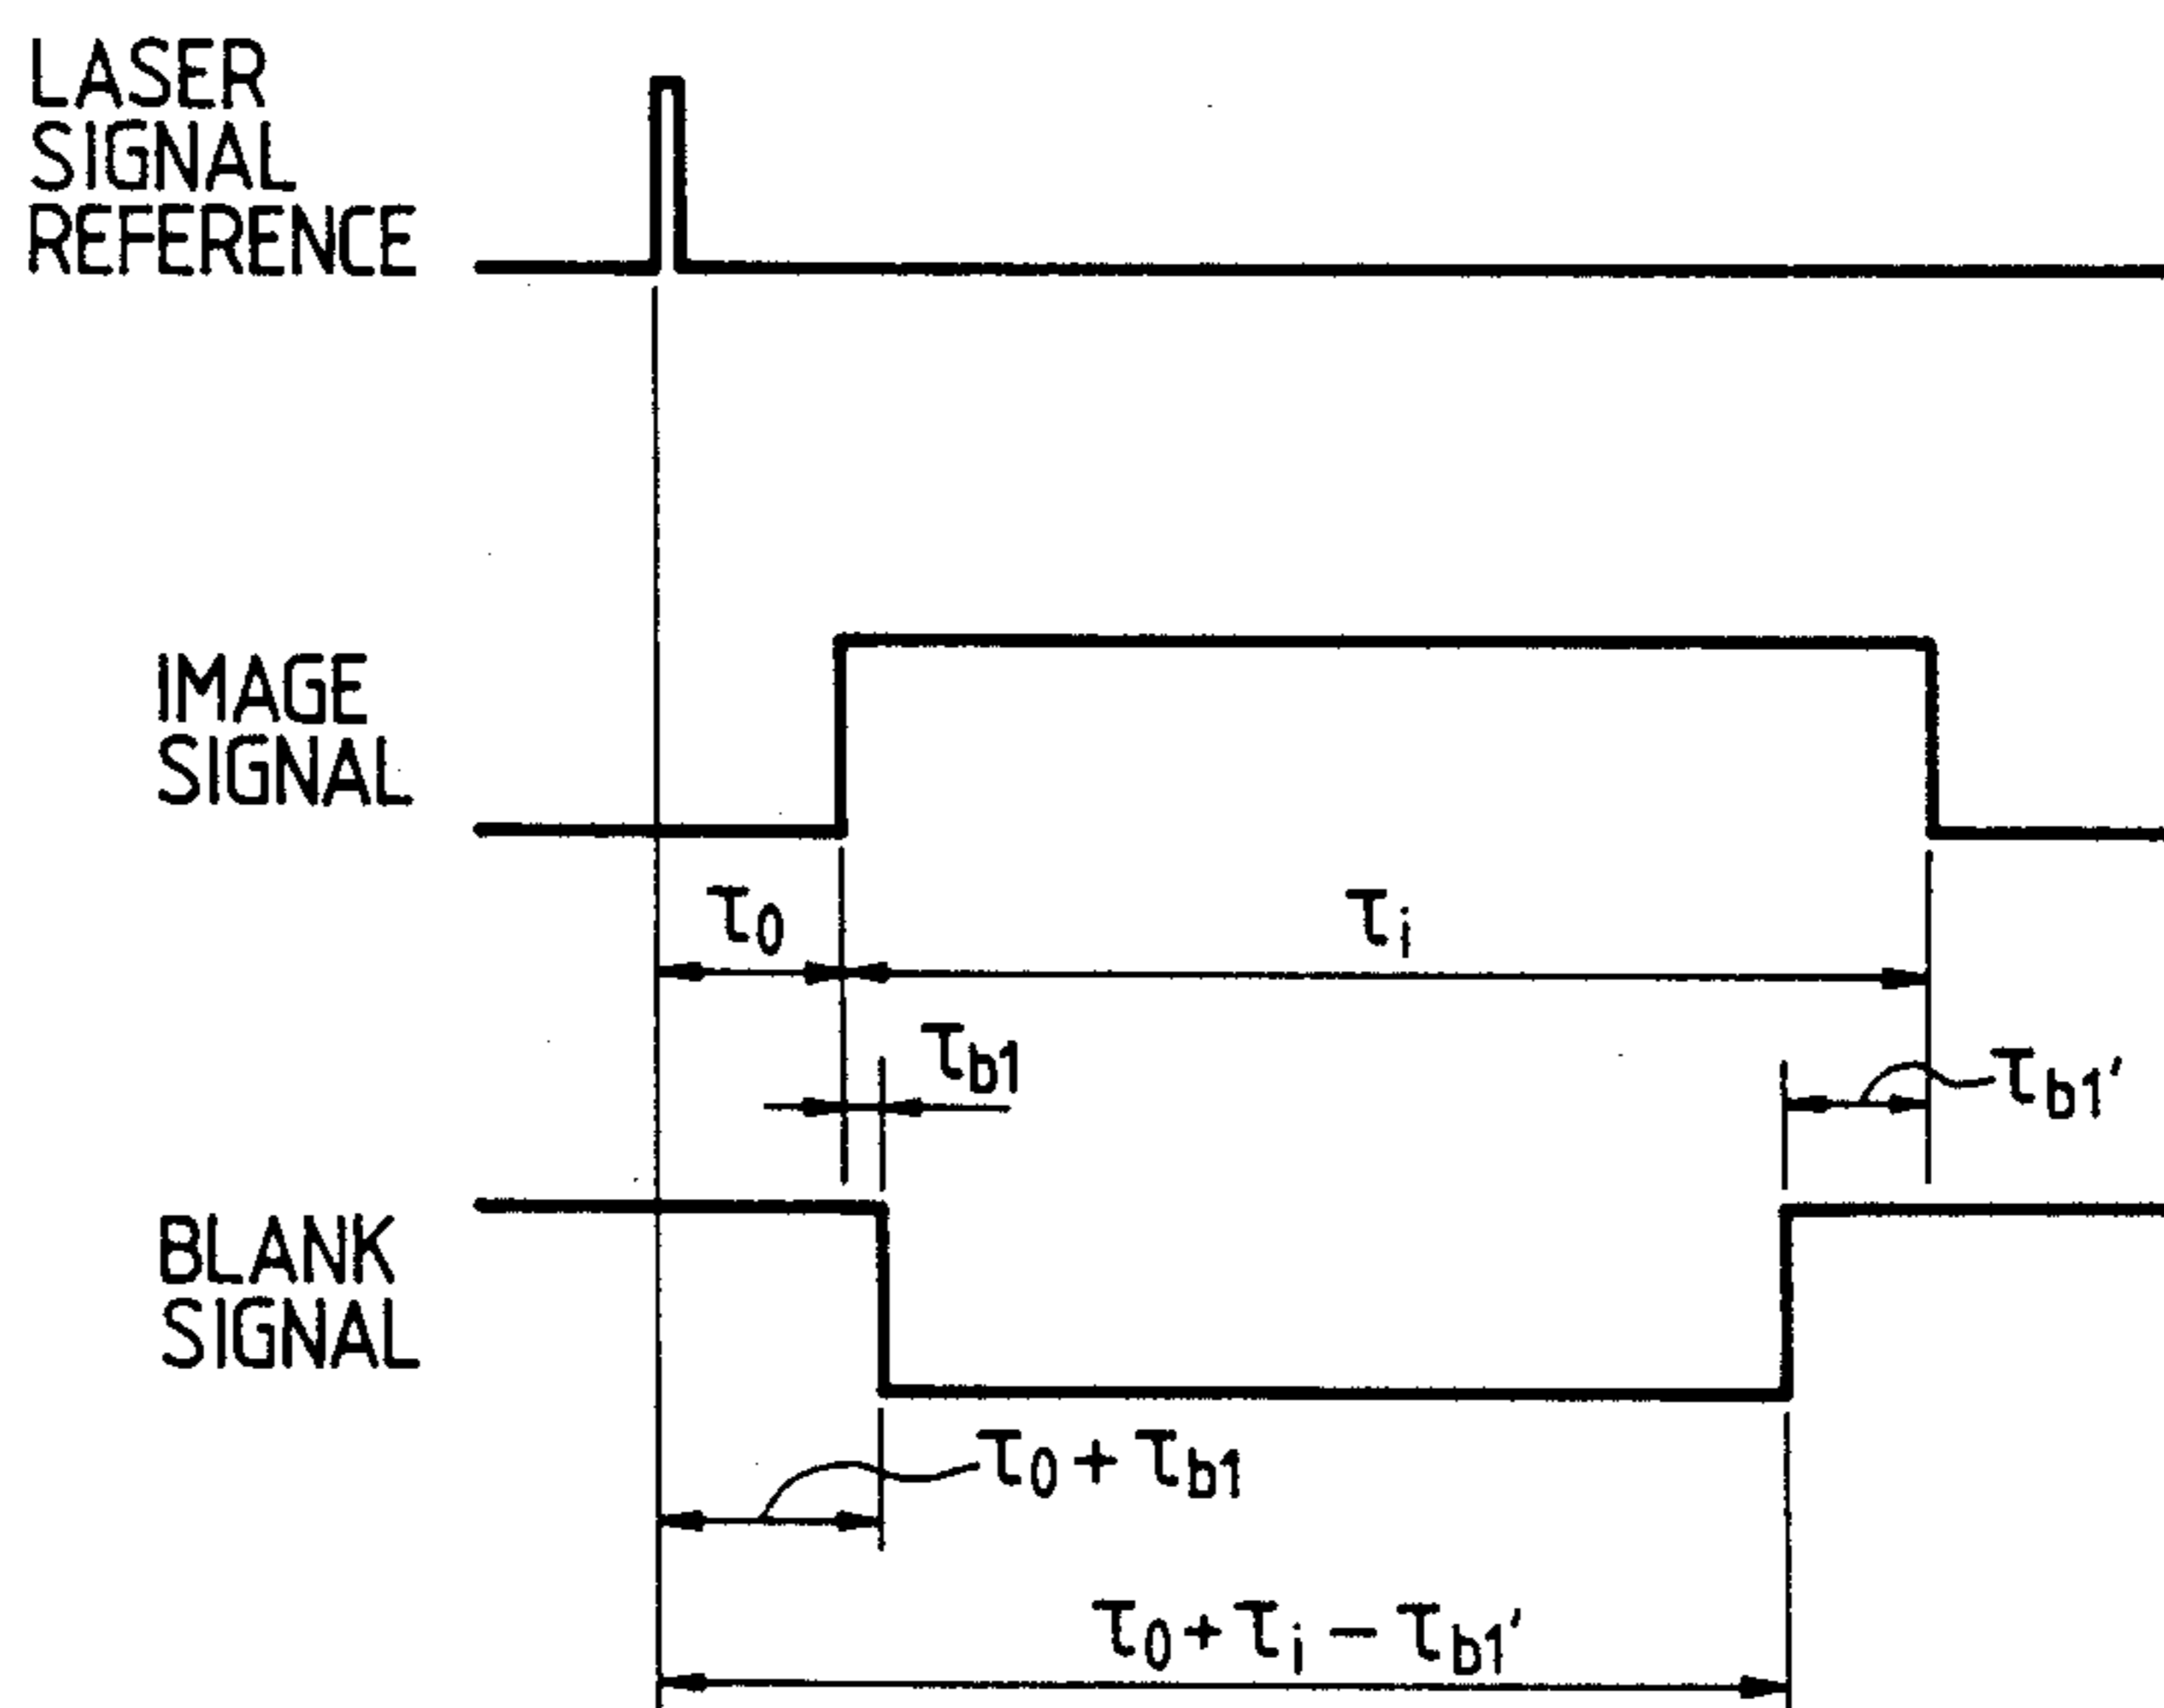 LASER
SIGNAL
REFERENCE
IMAGE
SIGNAL
τ0
τi
τb1
τb1′
BLANK
SIGNAL
τ0 + τb1
τ0 + τi − τb1′